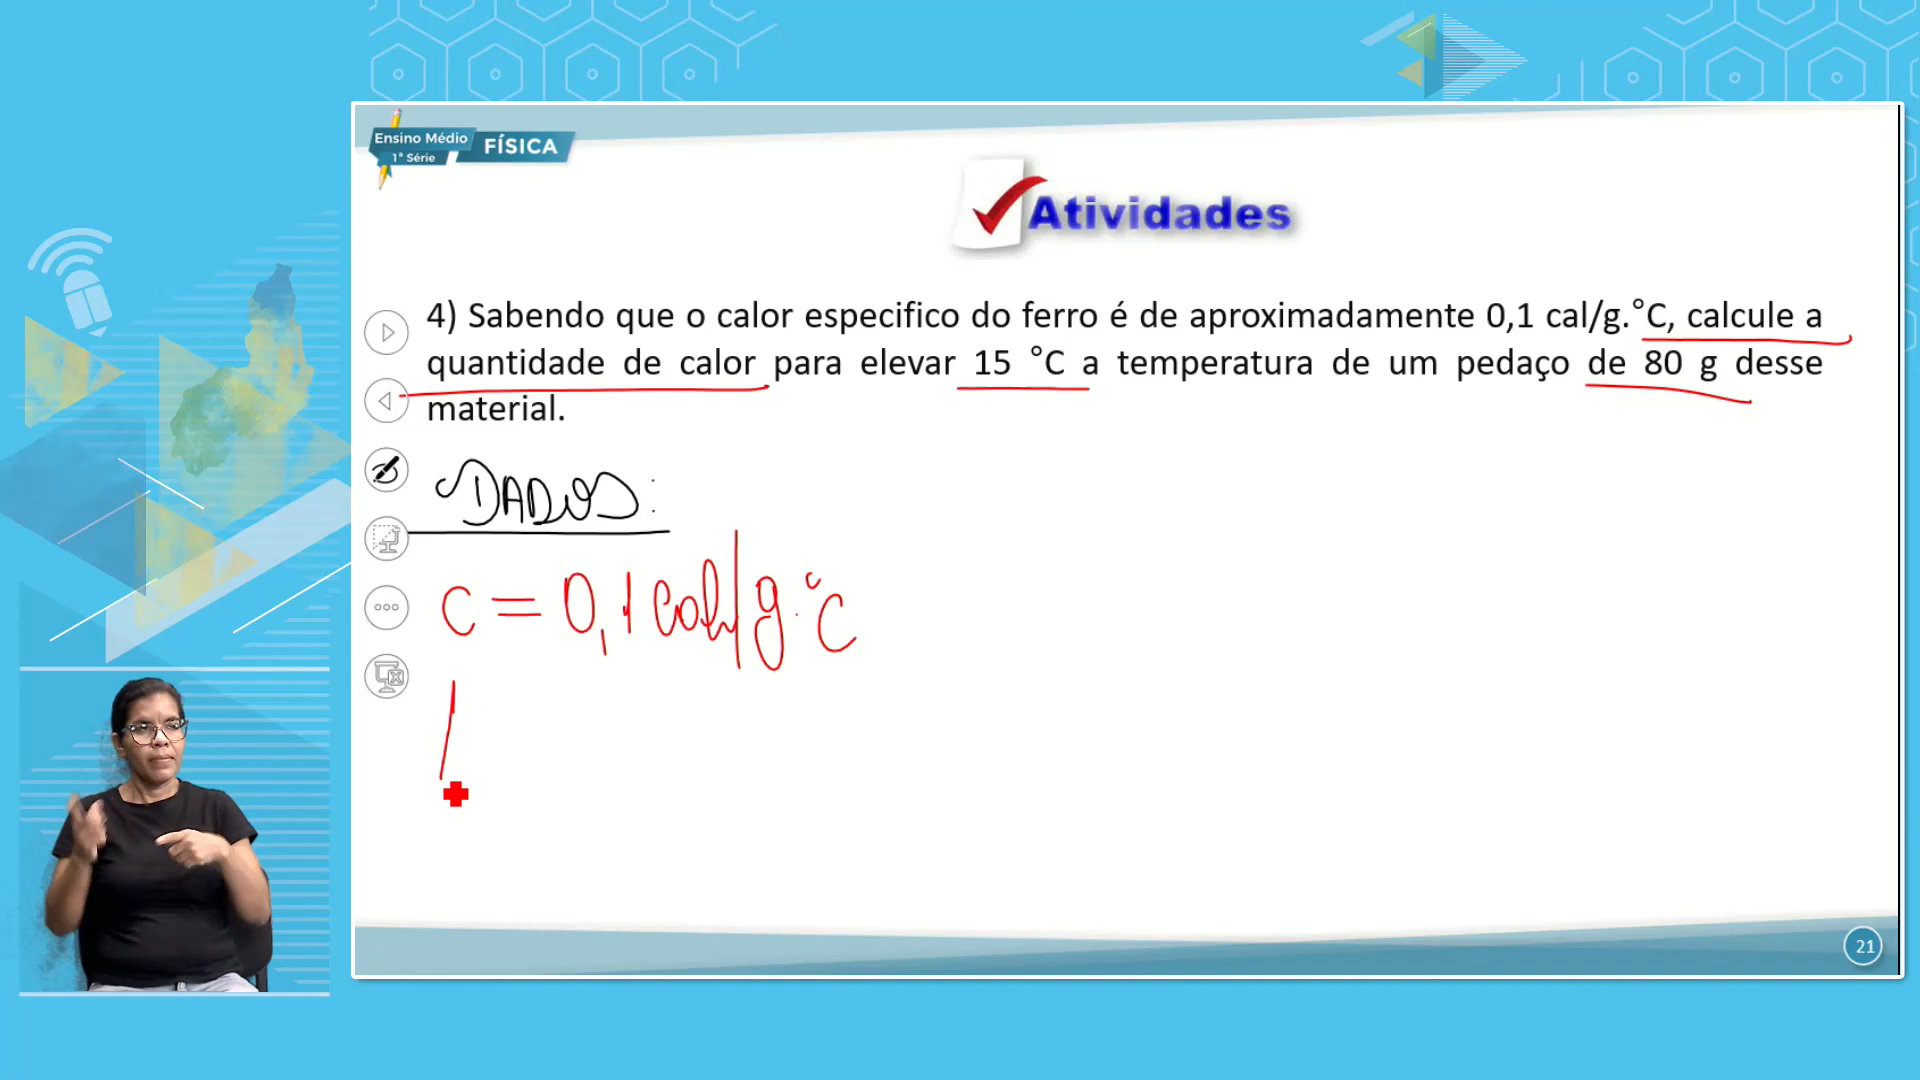 Ensino Médio
1ª Série
FÍSICA
Atividades
4) Sabendo que o calor especifico do ferro é de aproximadamente 0,1 cal/g.°C, calcule a
quantidade de calor para elevar 15 °C a temperatura de um pedaço de 80 g desse
material.
DADOS:
c = 0,1 cal/g.°C
21